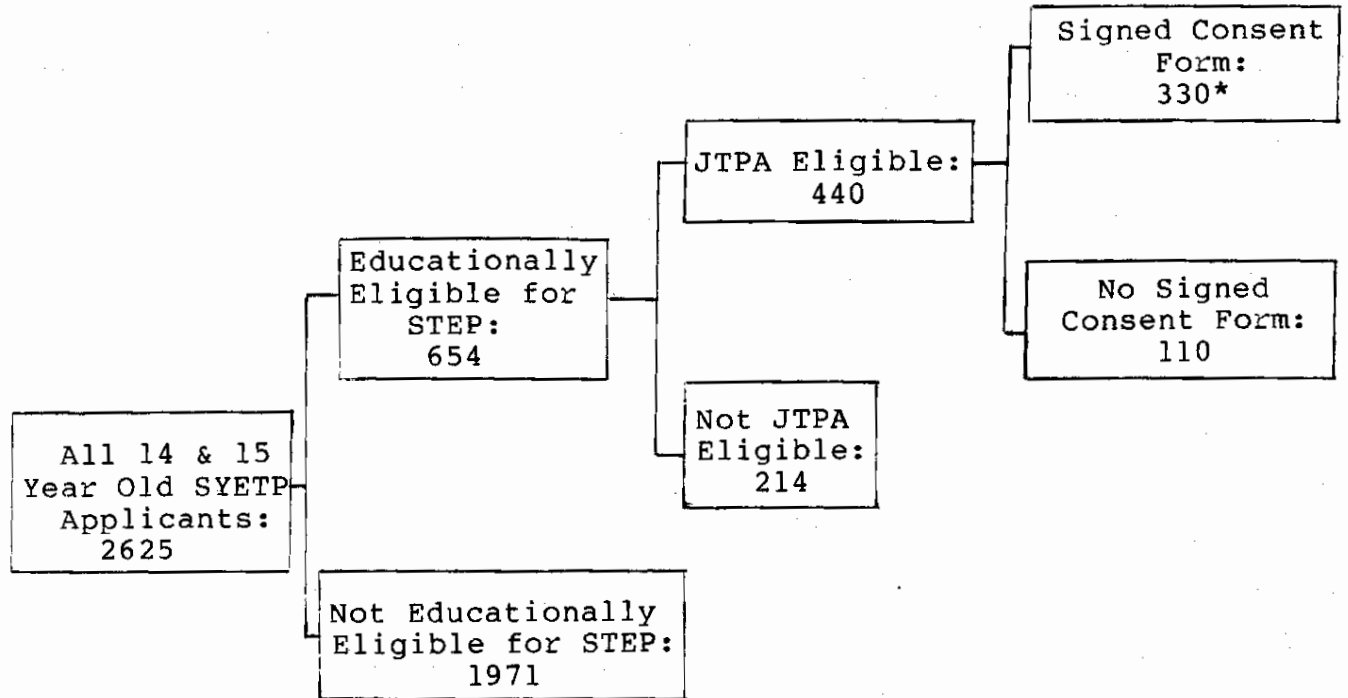 Signed Consent
Form:
330*
JTPA Eligible:
440
Educationally
Eligible for
STEP:
654
No Signed
Consent Form:
110
Not JTPA
Eligible:
214
All 14 & 15
Year Old SYETP
Applicants:
2625
Not Educationally
Eligible for STEP:
1971